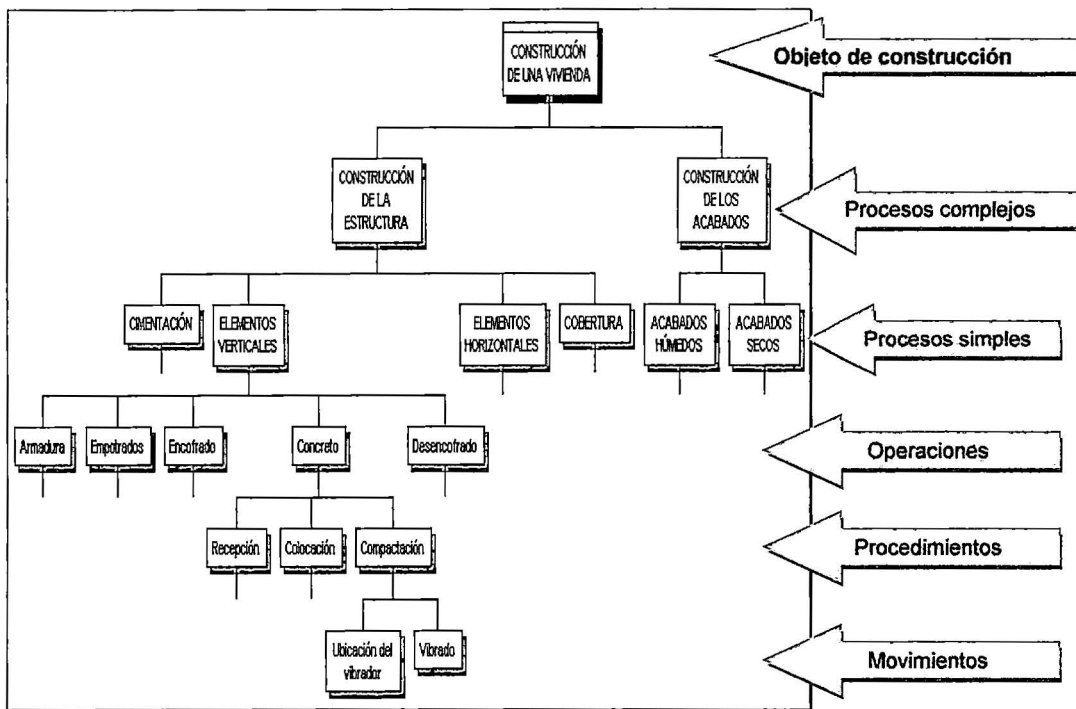 CONSTRUCCIÓN
DE UNA VIVIENDA
Objeto de construcción
CONSTRUCCIÓN
DE LA
ESTRUCTURA
CONSTRUCCIÓN
DE LOS
ACABADOS
Procesos complejos
CIMENTACIÓN
ELEMENTOS
VERTICALES
ELEMENTOS
HORIZONTALES
COBERTURA
ACABADOS
HÚMEDOS
ACABADOS
SECOS
Procesos simples
Armadura
Empotrados
Encofrado
Concreto
Desencofrado
Operaciones
Recepción
Colocación
Compactación
Procedimientos
Ubicación del
vibrador
Vibrado
Movimientos